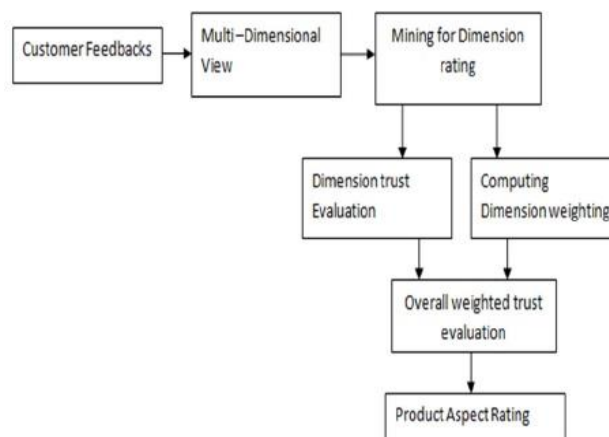 Customer Feedbacks
Multi –Dimensional
View
Mining for Dimension
rating
Dimension trust
Evaluation
Computing
Dimension weighting
Overall weighted trust
evaluation
Product Aspect Rating